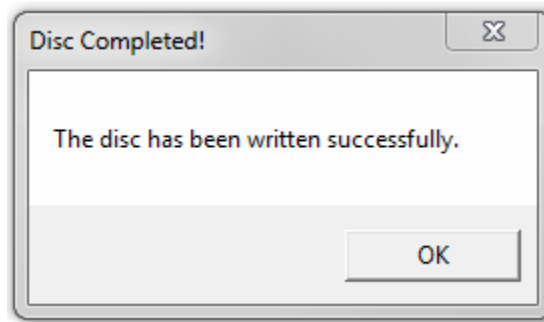 Disc Completed!
The disc has been written successfully.
OK